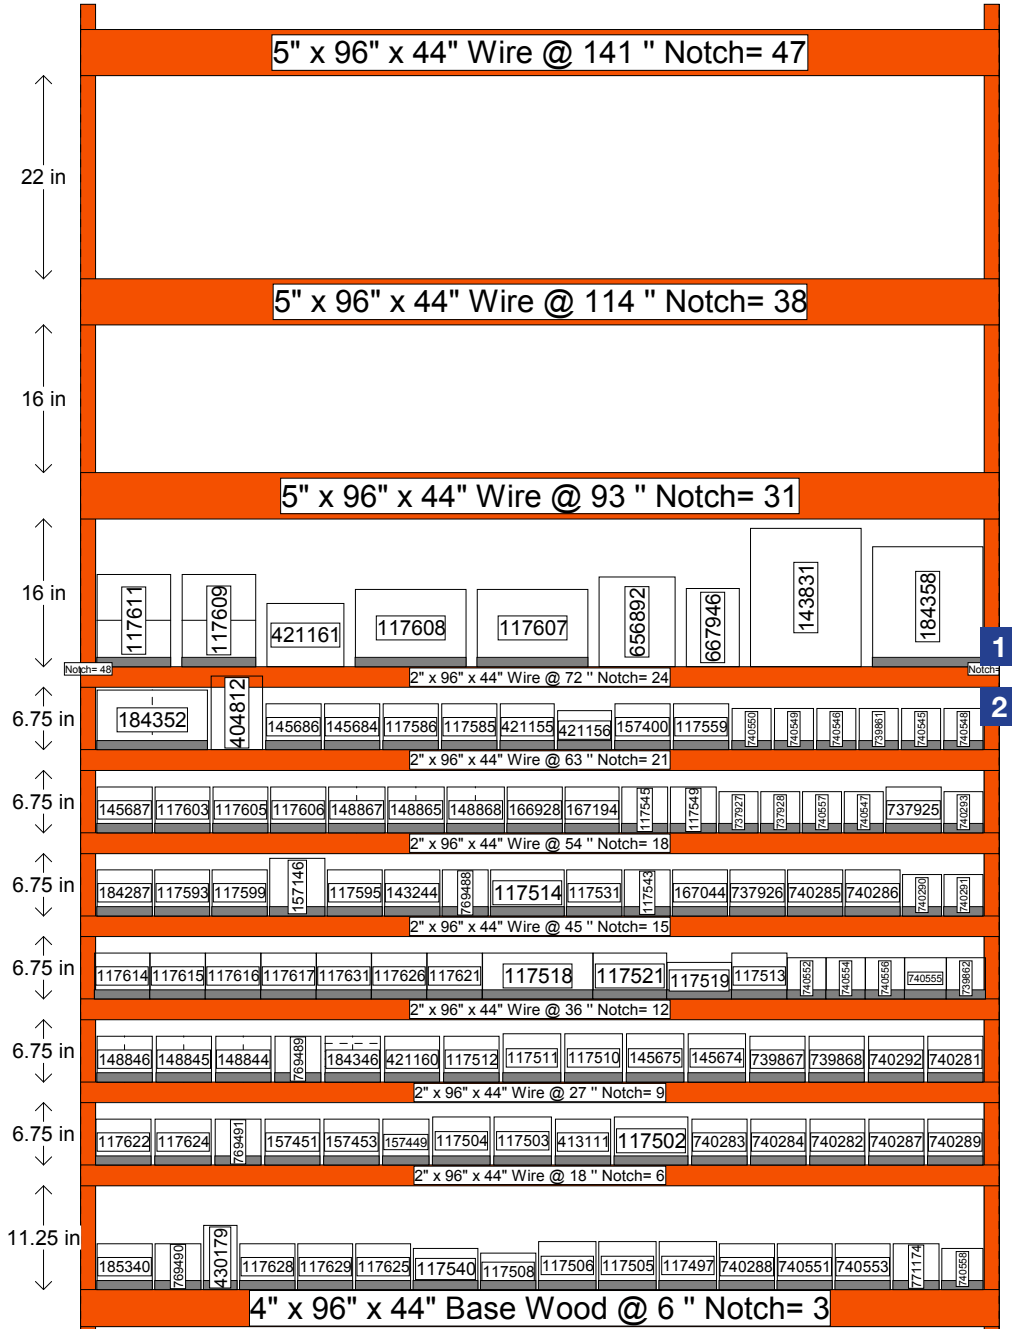 5" x 96" x 44" Wire @ 141 " Notch= 47
22 in
5" x 96" x 44" Wire @ 114 " Notch= 38
16 in
5" x 96" x 44" Wire @ 93 " Notch= 31
16 in
117611 117609 421161 117608 117607 656892 667946 143831 184358
1
Notch= 48 2" x 96" x 44" Wire @ 72 " Notch= 24 Notch=
2
6.75 in
184352 404812 145686 145684 117586 117585 421155 421156 157400 117559 740550 740549 740546 739861 740545 740548
2" x 96" x 44" Wire @ 63 " Notch= 21
6.75 in
145687 117603 117605 117606 148867 148865 148868 166928 167194 117545 117549 737927 737928 740557 740547 737925 740293
2" x 96" x 44" Wire @ 54 " Notch= 18
6.75 in
184287 117593 117599 157146 117595 143244 769488 117514 117531 117543 167044 737926 740285 740286 740290 740291
2" x 96" x 44" Wire @ 45 " Notch= 15
6.75 in
117614 117615 117616 117617 117631 117626 117621 117518 117521 117519 117513 740552 740554 740556 740555 739862
2" x 96" x 44" Wire @ 36 " Notch= 12
6.75 in
148846 148845 148844 769489 184346 421160 117512 117511 117510 145675 145674 739867 739868 740292 740281
2" x 96" x 44" Wire @ 27 " Notch= 9
6.75 in
117622 117624 769491 157451 157453 157449 117504 117503 413111 117502 740283 740284 740282 740287 740289
2" x 96" x 44" Wire @ 18 " Notch= 6
11.25 in
185340 769490 430179 117628 117629 117625 117540 117508 117506 117505 117497 740288 740551 740553 771174 740558
4" x 96" x 44" Base Wood @ 6 " Notch= 3